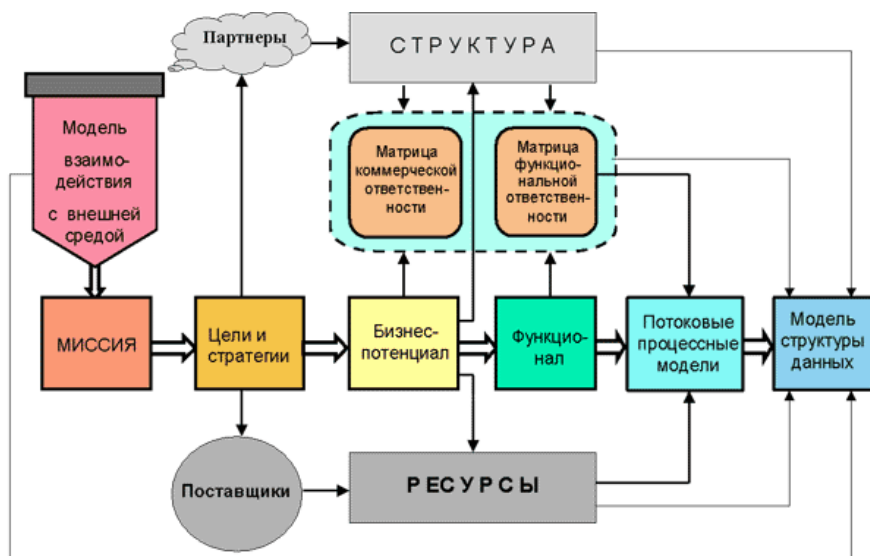 Партнеры
СТРУКТУРА
Модель
взаимо-
действия
с внешней
средой
Матрица
коммерческой
ответствен-
ности
Матрица
функцио-
нальной
ответствен-
ности
МИССИЯ
Цели и
стратегии
Бизнес-
потенциал
Функцио-
нал
Потоковые
процессные
модели
Модель
структуры
данных
Поставщики
РЕСУРСЫ